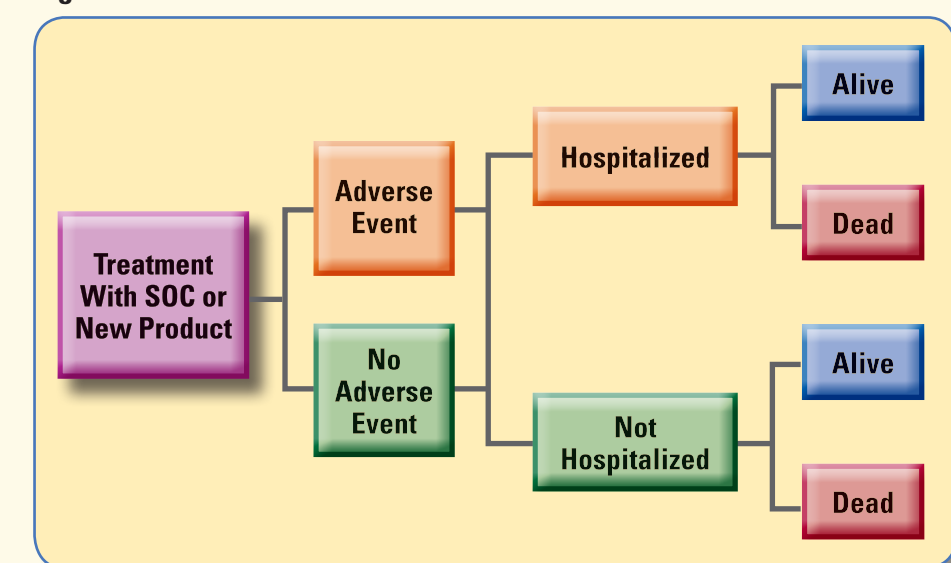 Treatment
With SOC or
New Product
Adverse
Event
No
Adverse
Event
Hospitalized
Not
Hospitalized
Alive
Dead
Alive
Dead